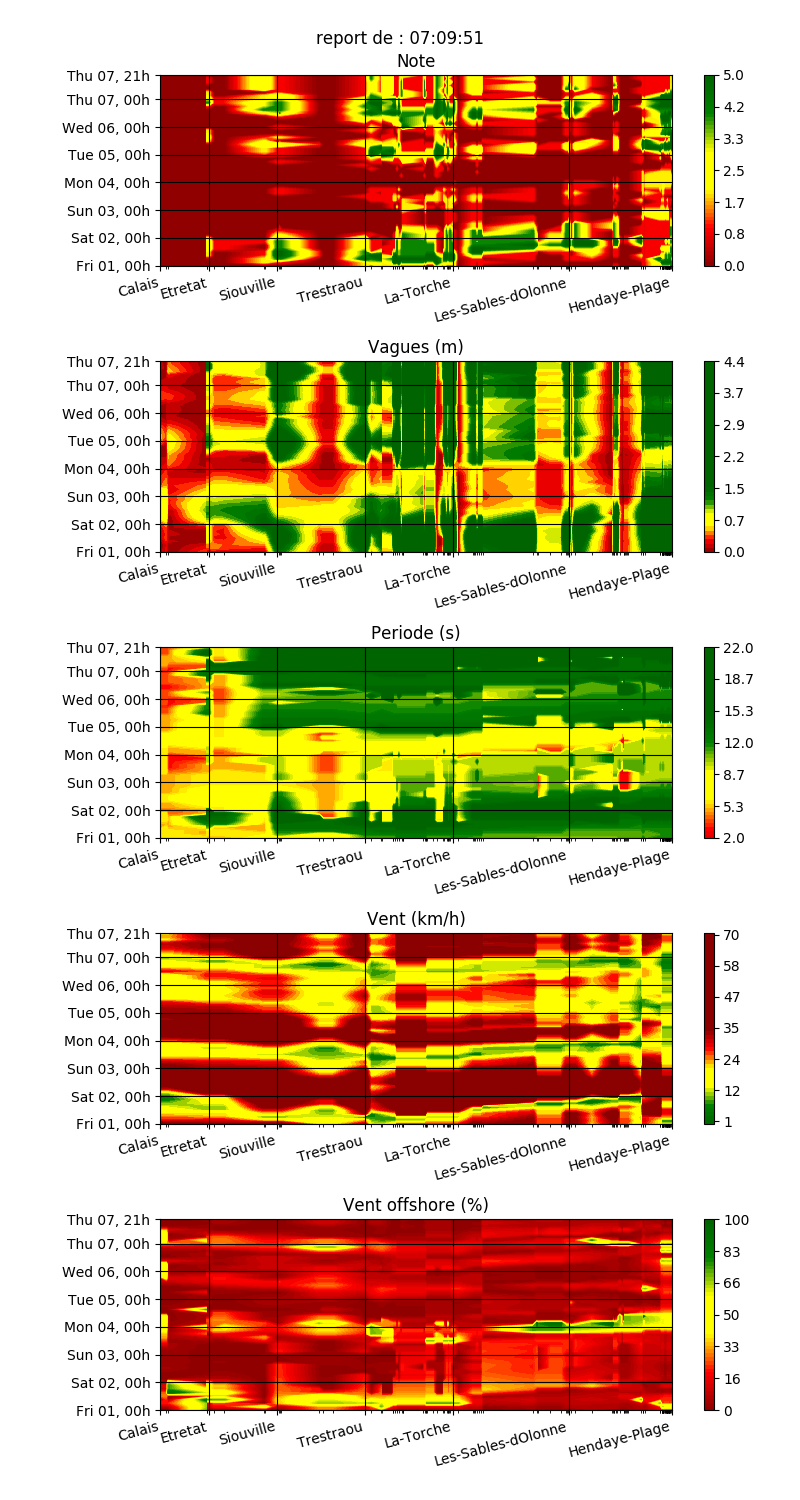 report de : 07:09:51
Note
Thu 07, 21h
Thu 07, 00h
Wed 06, 00h
Tue 05, 00h
Mon 04, 00h
Sun 03, 00h
Sat 02, 00h
Fri 01, 00h
Calais
Etretat
Siouville
Trestraou
La-Torche
Les-Sables-dOlonne
Hendaye-Plage
5.0
4.2
3.3
2.5
1.7
0.8
0.0
Vagues (m)
Thu 07, 21h
Thu 07, 00h
Wed 06, 00h
Tue 05, 00h
Mon 04, 00h
Sun 03, 00h
Sat 02, 00h
Fri 01, 00h
Calais
Etretat
Siouville
Trestraou
La-Torche
Les-Sables-dOlonne
Hendaye-Plage
4.4
3.7
2.9
2.2
1.5
0.7
0.0
Periode (s)
Thu 07, 21h
Thu 07, 00h
Wed 06, 00h
Tue 05, 00h
Mon 04, 00h
Sun 03, 00h
Sat 02, 00h
Fri 01, 00h
Calais
Etretat
Siouville
Trestraou
La-Torche
Les-Sables-dOlonne
Hendaye-Plage
22.0
18.7
15.3
12.0
8.7
5.3
2.0
Vent (km/h)
Thu 07, 21h
Thu 07, 00h
Wed 06, 00h
Tue 05, 00h
Mon 04, 00h
Sun 03, 00h
Sat 02, 00h
Fri 01, 00h
Calais
Etretat
Siouville
Trestraou
La-Torche
Les-Sables-dOlonne
Hendaye-Plage
70
58
47
35
24
12
1
Vent offshore (%)
Thu 07, 21h
Thu 07, 00h
Wed 06, 00h
Tue 05, 00h
Mon 04, 00h
Sun 03, 00h
Sat 02, 00h
Fri 01, 00h
Calais
Etretat
Siouville
Trestraou
La-Torche
Les-Sables-dOlonne
Hendaye-Plage
100
83
66
50
33
16
0